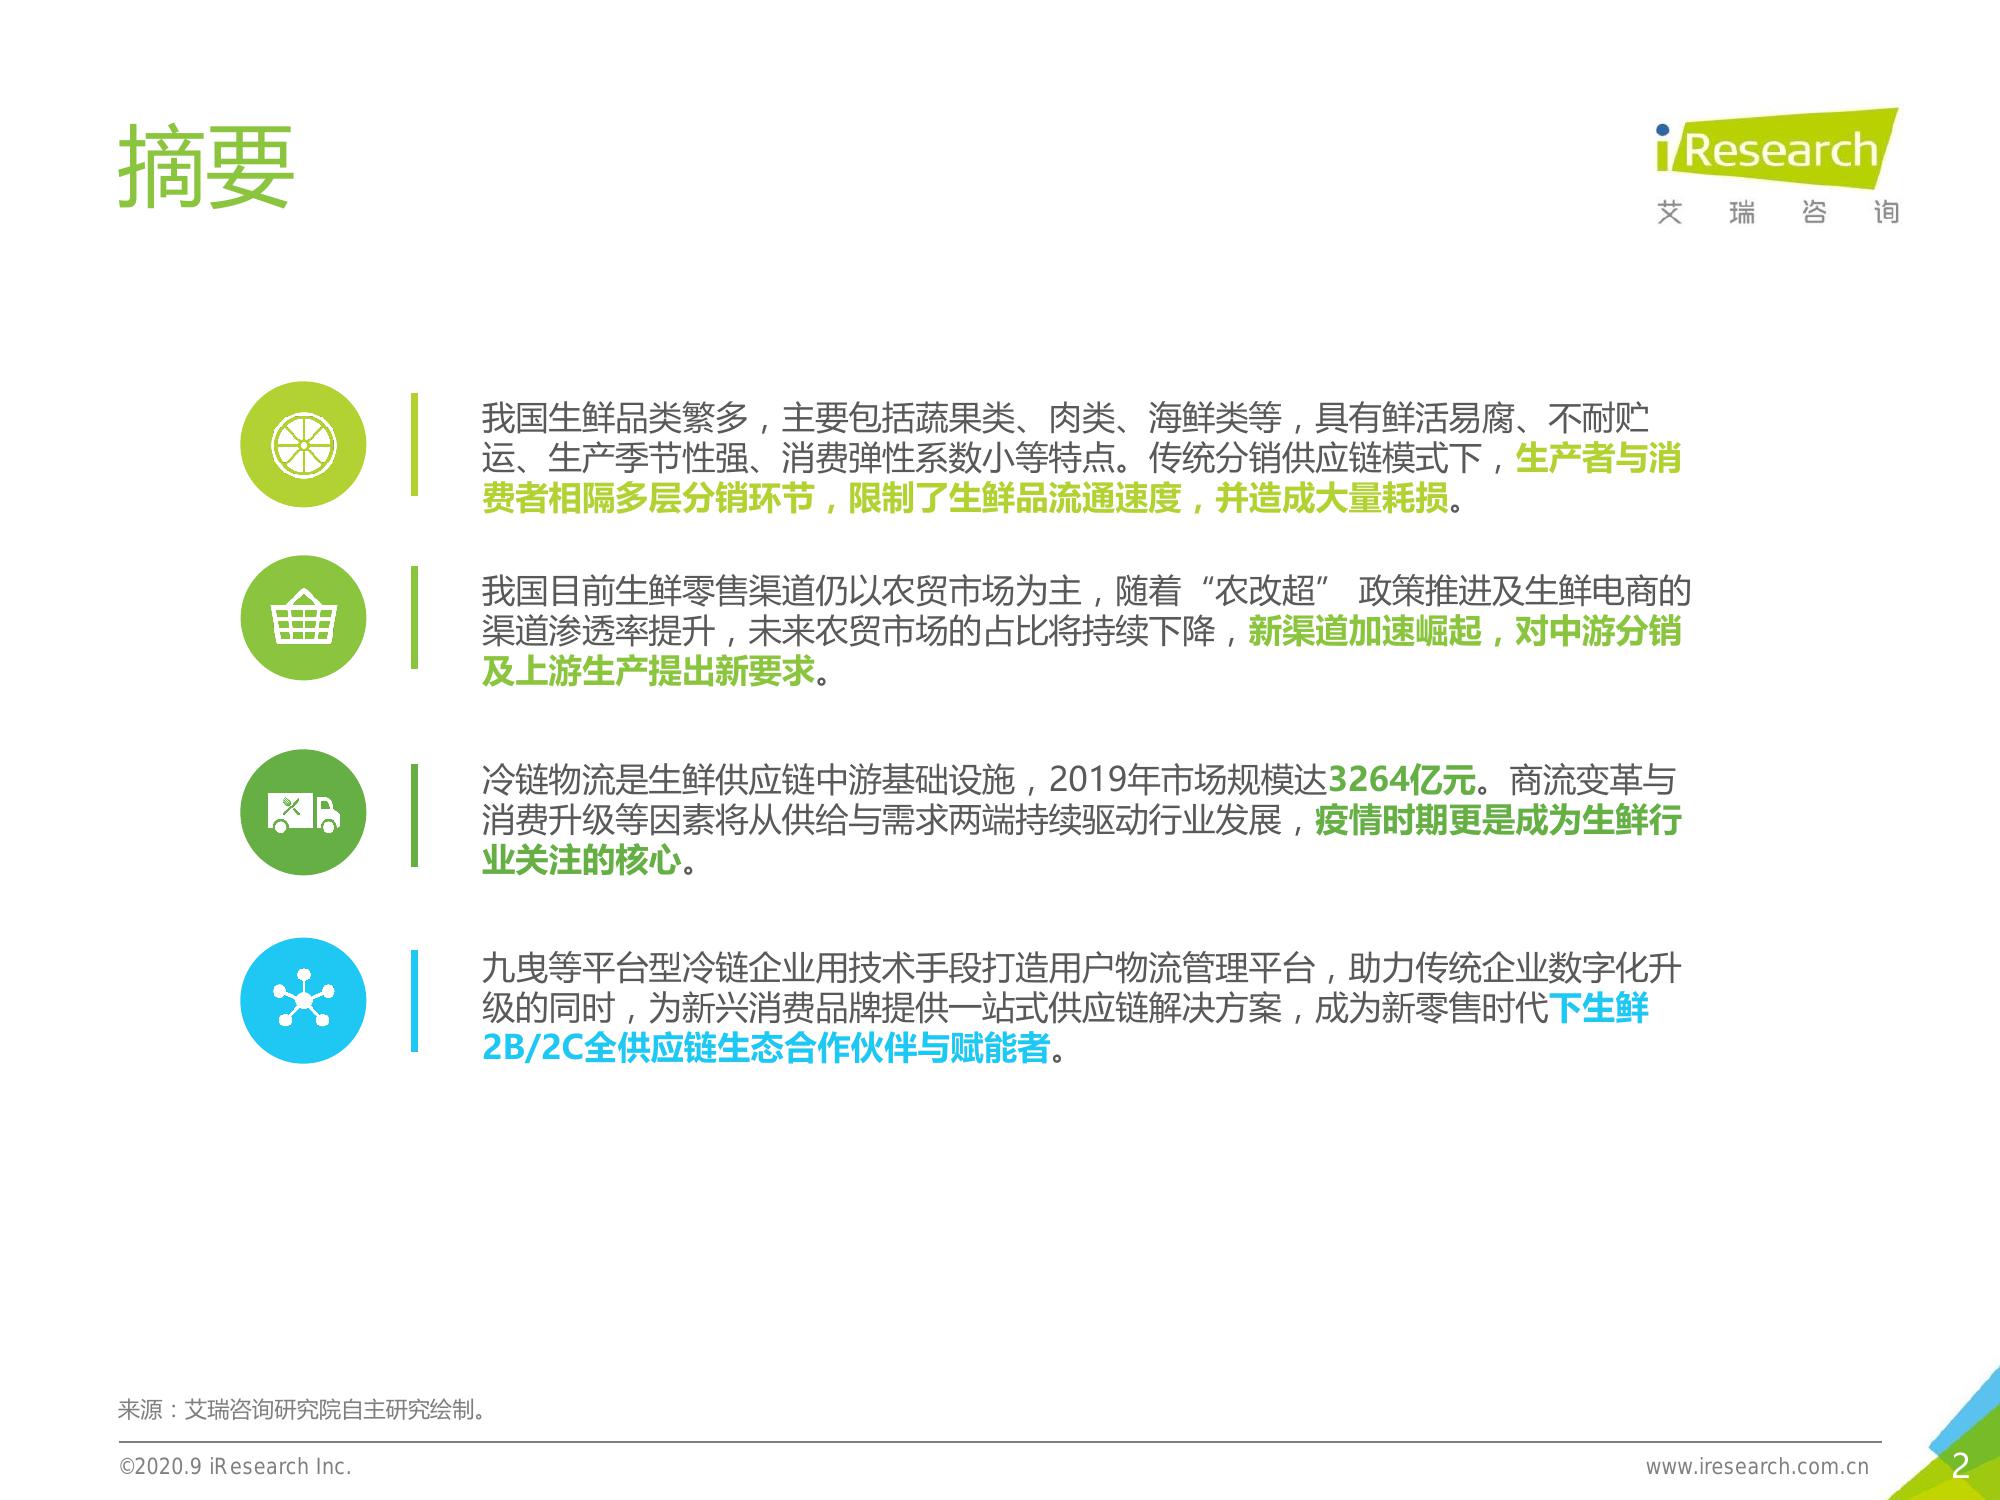 摘要
iResearch
艾瑞咨询
我国生鲜品类繁多，主要包括蔬果类、肉类、海鲜类等，具有鲜活易腐、不耐贮
运、生产季节性强、消费弹性系数小等特点。传统分销供应链模式下，生产者与消
费者相隔多层分销环节，限制了生鲜品流通速度，并造成大量耗损。
我国目前生鲜零售渠道仍以农贸市场为主，随着“农改超” 政策推进及生鲜电商的
渠道渗透率提升，未来农贸市场的占比将持续下降，新渠道加速崛起，对中游分销
及上游生产提出新要求。
冷链物流是生鲜供应链中游基础设施，2019年市场规模达3264亿元。商流变革与
消费升级等因素将从供给与需求两端持续驱动行业发展，疫情时期更是成为生鲜行
业关注的核心。
九曳等平台型冷链企业用技术手段打造用户物流管理平台，助力传统企业数字化升
级的同时，为新兴消费品牌提供一站式供应链解决方案，成为新零售时代下生鲜
2B/2C全供应链生态合作伙伴与赋能者。
来源：艾瑞咨询研究院自主研究绘制。
©2020.9 iResearch Inc.
www.iresearch.com.cn
2